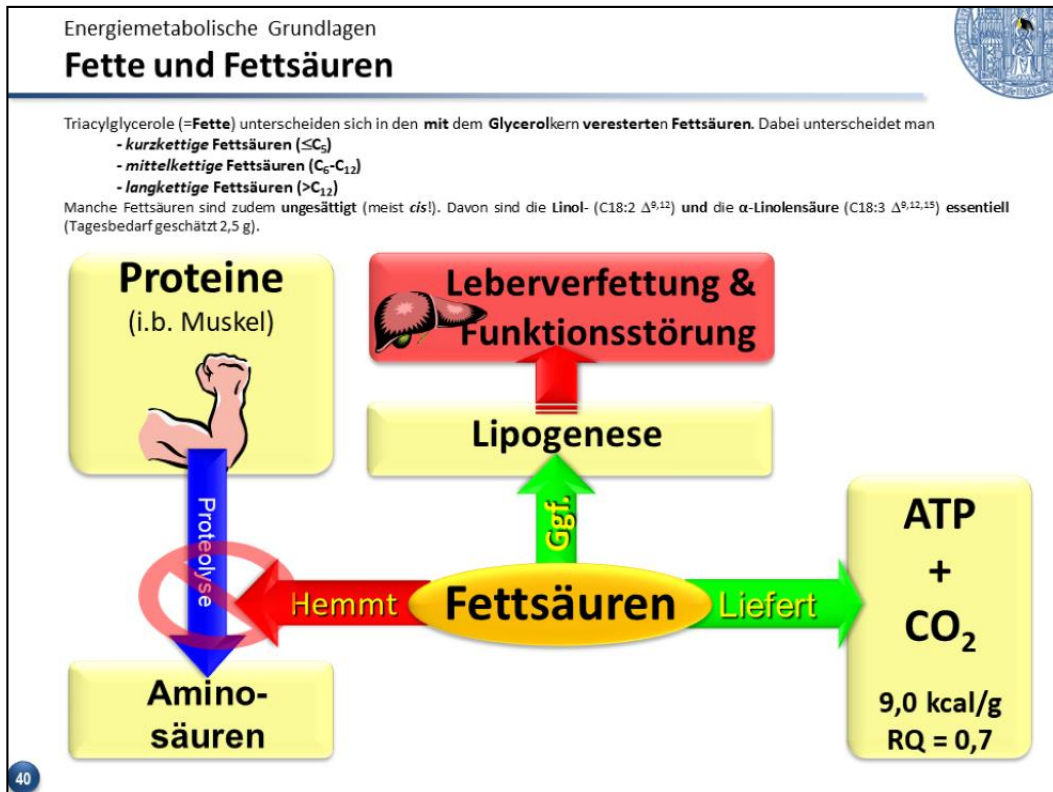 Energiemetabolische Grundlagen
Fette und Fettsäuren
Triacylglycerole (=Fette) unterscheiden sich in den mit dem Glycerolkern veresterten Fettsäuren. Dabei unterscheidet man
- kurzkettige Fettsäuren (≤C₅)
- mittelkettige Fettsäuren (C₆-C₁₂)
- langkettige Fettsäuren (>C₁₂)
Manche Fettsäuren sind zudem ungesättigt (meist cis!). Davon sind die Linol- (C18:2 Δ⁹,¹²) und die α-Linolensäure (C18:3 Δ⁹,¹²,¹⁵) essentiell
(Tagesbedarf geschätzt 2,5 g).
Proteine
(i.b. Muskel)
Leberverfettung &
Funktionsstörung
Lipogenese
Ggf.
Proteolyse
Hemmt
Fettsäuren
Liefert
ATP
+
CO₂
9,0 kcal/g
RQ = 0,7
Amino-
säuren
40